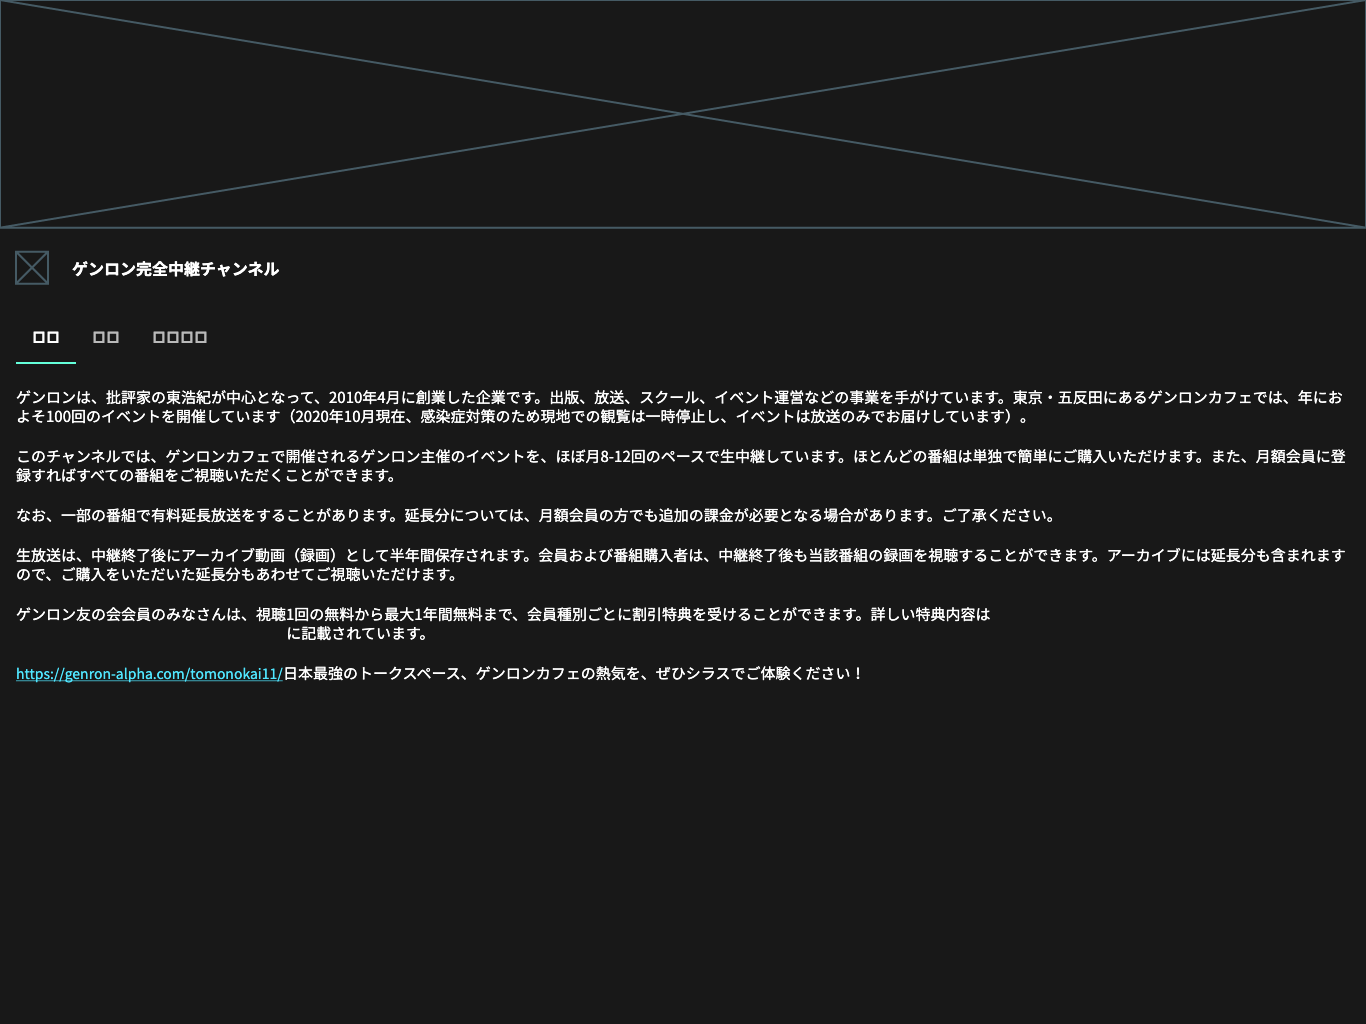 ゲンロン完全中継チャンネル
ゲンロンは、批評家の東浩紀が中心となって、2010年4月に創業した企業です。出版、放送、スクール、イベント運営などの事業を手がけています。東京・五反田にあるゲンロンカフェでは、年にお
よそ100回のイベントを開催しています（2020年10月現在、感染症対策のため現地での観覧は一時停止し、イベントは放送のみでお届けしています）。
このチャンネルでは、ゲンロンカフェで開催されるゲンロン主催のイベントを、ほぼ月8-12回のペースで生中継しています。ほとんどの番組は単独で簡単にご購入いただけます。また、月額会員に登
録すればすべての番組をご視聴いただくことができます。
なお、一部の番組で有料延長放送をすることがあります。延長分については、月額会員の方でも追加の課金が必要となる場合があります。ご了承ください。
生放送は、中継終了後にアーカイブ動画（録画）として半年間保存されます。会員および番組購入者は、中継終了後も当該番組の録画を視聴することができます。アーカイブには延長分も含まれます
ので、ご購入をいただいた延長分もあわせてご視聴いただけます。
ゲンロン友の会会員のみなさんは、視聴1回の無料から最大1年間無料まで、会員種別ごとに割引特典を受けることができます。詳しい特典内容は
に記載されています。
https://genron-alpha.com/tomonokai11/日本最強のトークスペース、ゲンロンカフェの熱気を、ぜひシラスでご体験ください！